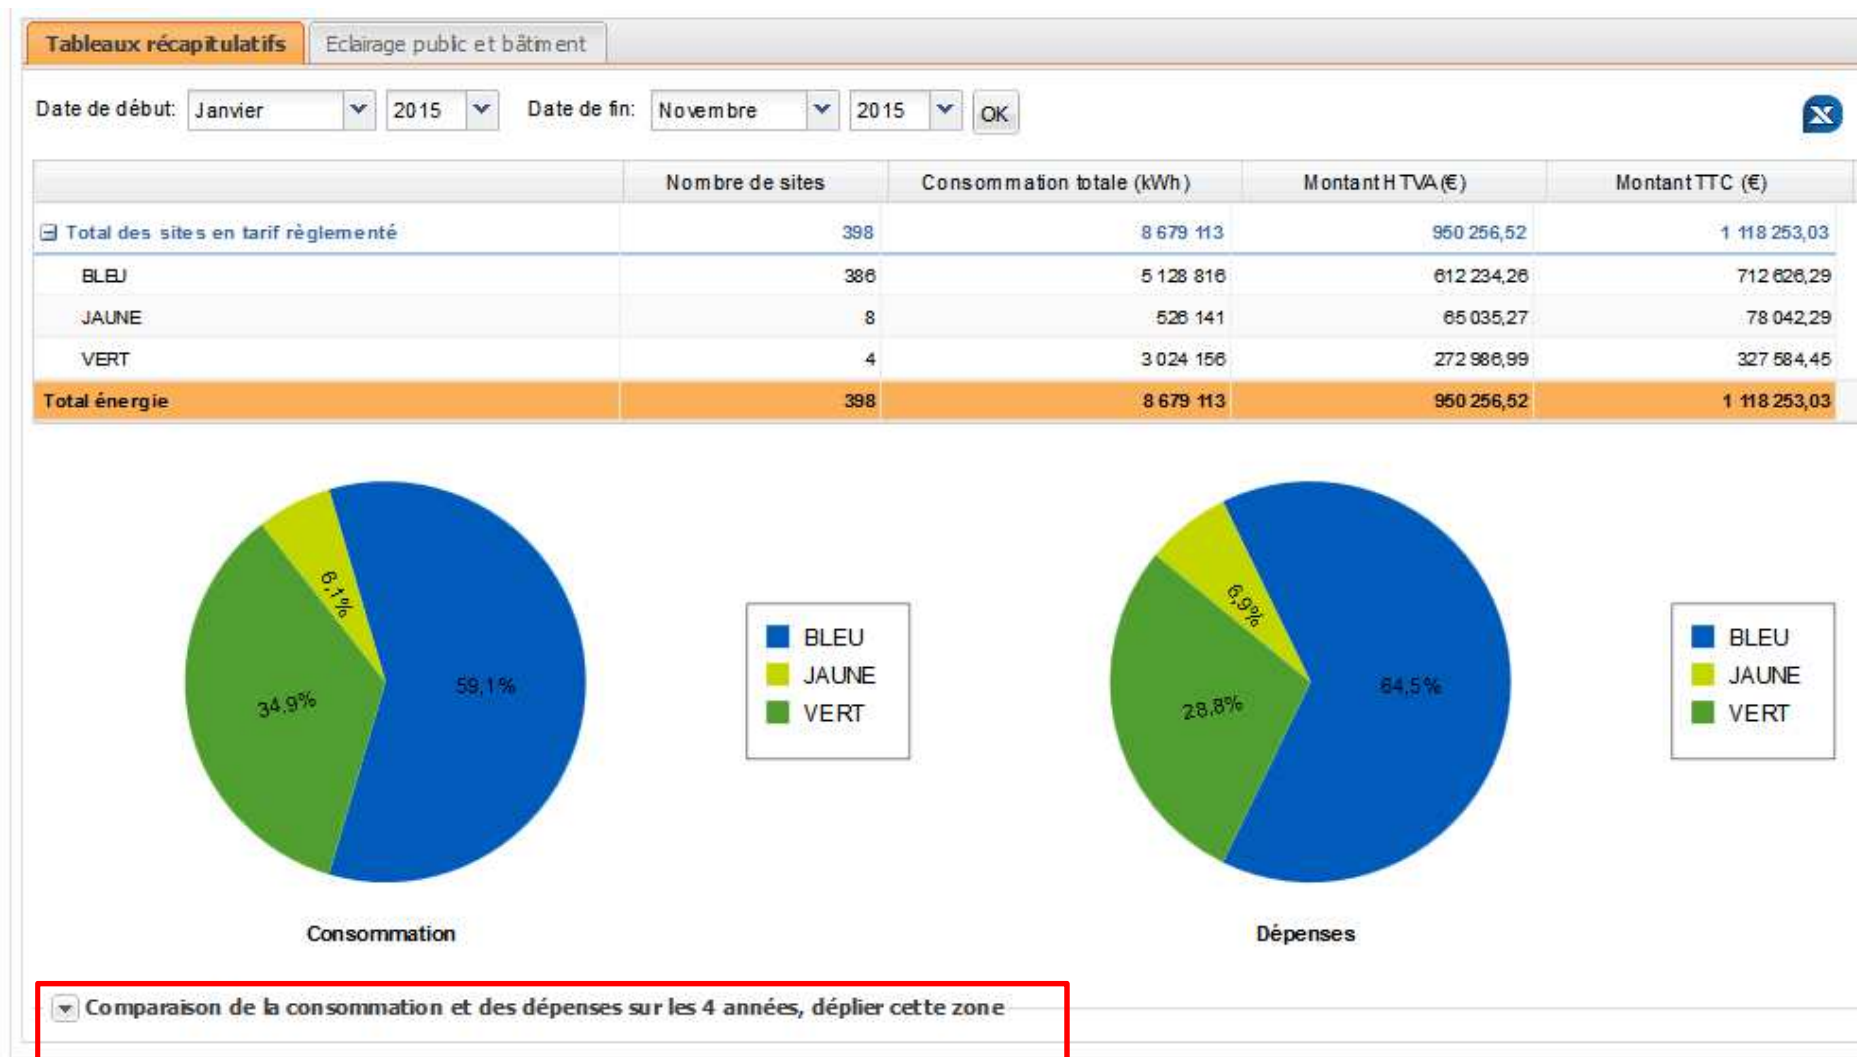 Tableaux récapitulatifs Eclairage public et bâtiment
Date de début: Janvier 2015 Date de fin: Novembre 2015 OK
Nombre de sites Consommation totale (kWh) Montant HTVA (€) Montant TTC (€)
Total des sites en tarif règlementé 398 8 679 113 950 256,52 1 118 253,03
BLEU 386 5 128 816 612 234,26 712 626,29
JAUNE 8 526 141 65 035,27 78 042,29
VERT 4 3 024 156 272 986,99 327 584,45
Total énergie 398 8 679 113 950 256,52 1 118 253,03
6,1%
59,1%
34,9%
BLEU
JAUNE
VERT
Consommation
6,9%
64,5%
28,8%
BLEU
JAUNE
VERT
Dépenses
Comparaison de la consommation et des dépenses sur les 4 années, déplier cette zone